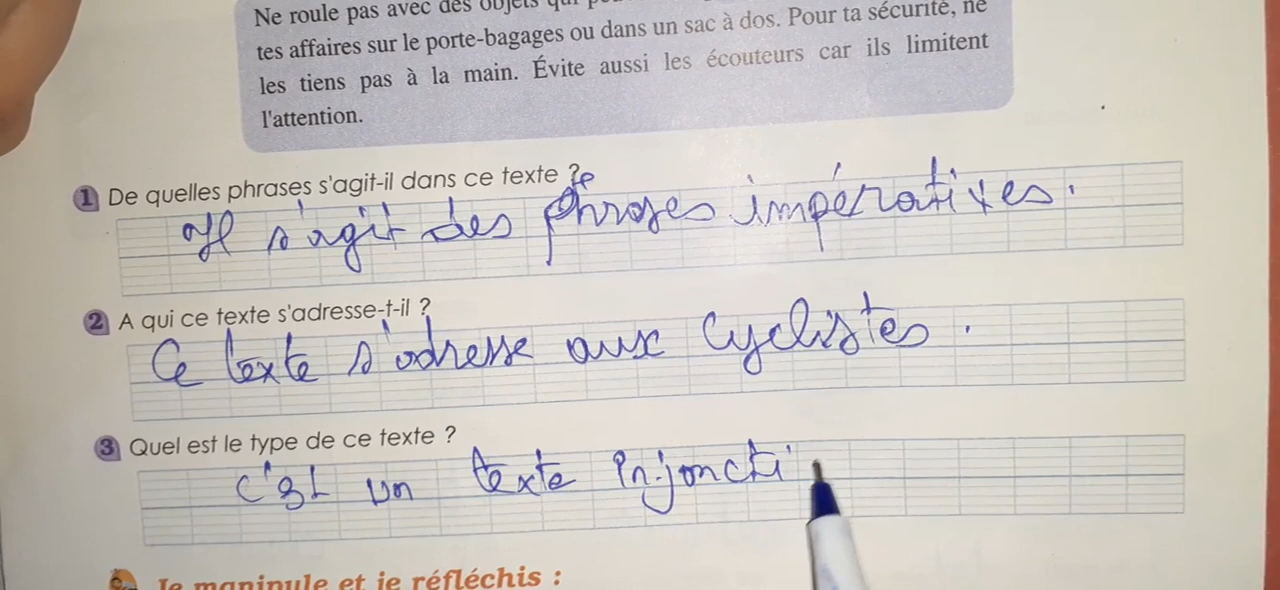 Ne roule pas avec des objets qui
tes affaires sur le porte-bagages ou dans un sac à dos. Pour ta sécurité, ne
les tiens pas à la main. Évite aussi les écouteurs car ils limitent
l'attention.
1 De quelles phrases s'agit-il dans ce texte ?
Il s'agit des phrases impératives.
2 A qui ce texte s'adresse-t-il ?
Ce texte s'adresse aux cyclistes.
3 Quel est le type de ce texte ?
C'est un texte injoncti
Je manipule et je réfléchis :